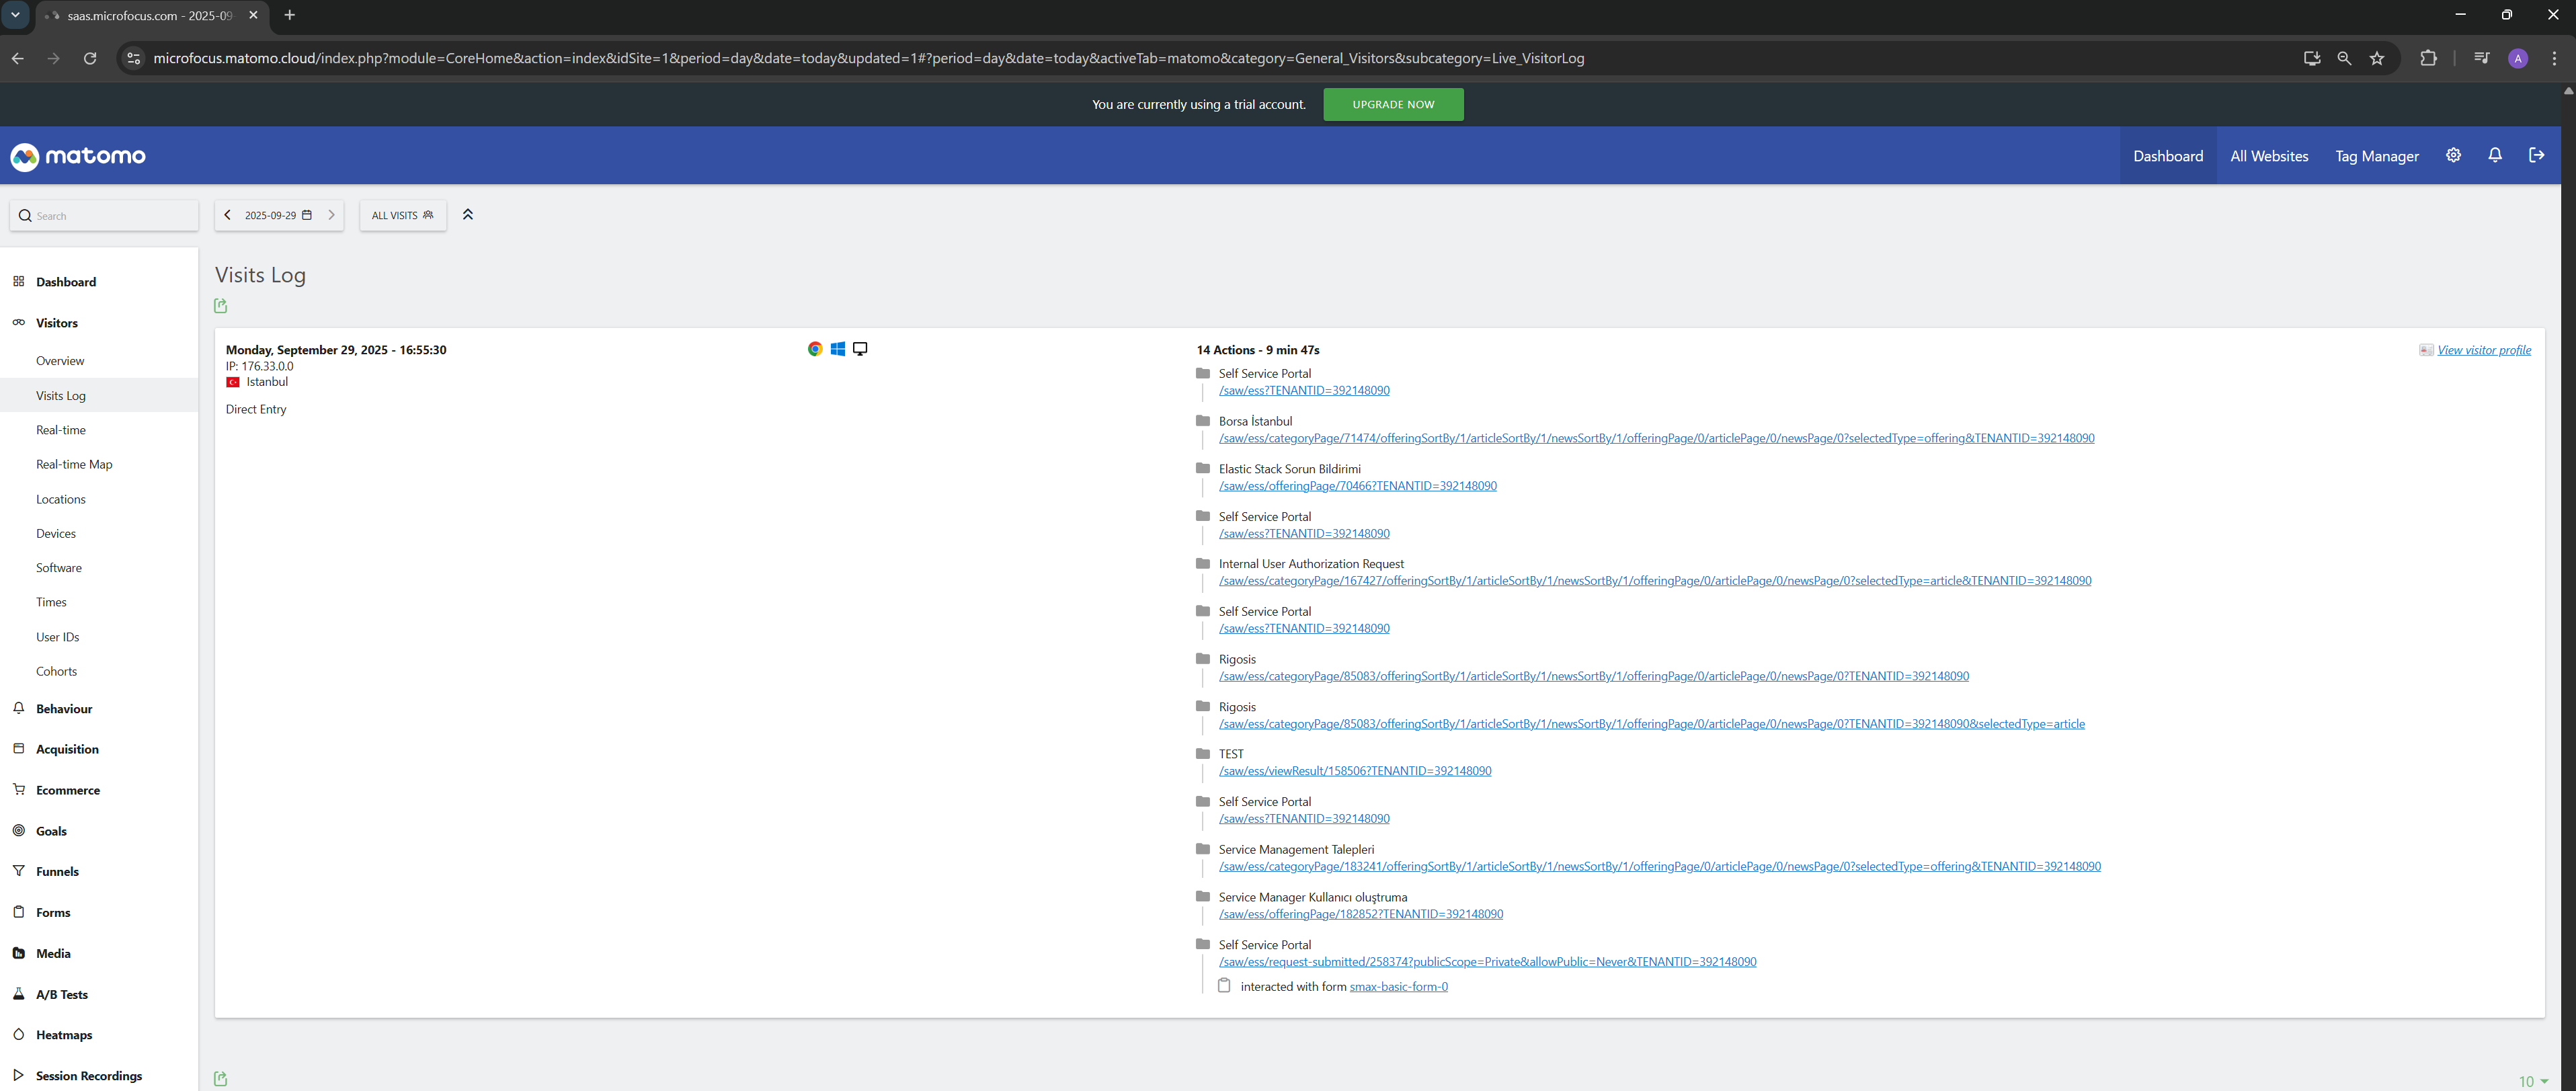 saas.microfocus.com - 2025-09
microfocus.matomo.cloud/index.php?module=CoreHome&action=index&idSite=1&period=day&date=today&updated=1#?period=day&date=today&activeTab=matomo&category=General_Visitors&subcategory=Live_VisitorLog
A
You are currently using a trial account.
UPGRADE NOW
matomo
Dashboard
All Websites
Tag Manager
Search
2025-09-29
ALL VISITS
Dashboard
Visitors
Overview
Visits Log
Real-time
Real-time Map
Locations
Devices
Software
Times
User IDs
Cohorts
Behaviour
Acquisition
Ecommerce
Goals
Funnels
Forms
Media
A/B Tests
Heatmaps
Session Recordings
Visits Log
Monday, September 29, 2025 - 16:55:30
IP: 176.33.0.0
Istanbul
Direct Entry
14 Actions - 9 min 47s
View visitor profile
Self Service Portal
/saw/ess?TENANTID=392148090
Borsa İstanbul
/saw/ess/categoryPage/71474/offeringSortBy/1/articleSortBy/1/newsSortBy/1/offeringPage/0/articlePage/0/newsPage/0?selectedType=offering&TENANTID=392148090
Elastic Stack Sorun Bildirimi
/saw/ess/offeringPage/70466?TENANTID=392148090
Self Service Portal
/saw/ess?TENANTID=392148090
Internal User Authorization Request
/saw/ess/categoryPage/167427/offeringSortBy/1/articleSortBy/1/newsSortBy/1/offeringPage/0/articlePage/0/newsPage/0?selectedType=article&TENANTID=392148090
Self Service Portal
/saw/ess?TENANTID=392148090
Rigosis
/saw/ess/categoryPage/85083/offeringSortBy/1/articleSortBy/1/newsSortBy/1/offeringPage/0/articlePage/0/newsPage/0?TENANTID=392148090
Rigosis
/saw/ess/categoryPage/85083/offeringSortBy/1/articleSortBy/1/newsSortBy/1/offeringPage/0/articlePage/0/newsPage/0?TENANTID=392148090&selectedType=article
TEST
/saw/ess/viewResult/158506?TENANTID=392148090
Self Service Portal
/saw/ess?TENANTID=392148090
Service Management Talepleri
/saw/ess/categoryPage/183241/offeringSortBy/1/articleSortBy/1/newsSortBy/1/offeringPage/0/articlePage/0/newsPage/0?selectedType=offering&TENANTID=392148090
Service Manager Kullanıcı oluştruma
/saw/ess/offeringPage/182852?TENANTID=392148090
Self Service Portal
/saw/ess/request-submitted/258374?publicScope=Private&allowPublic=Never&TENANTID=392148090
interacted with form smax-basic-form-0
10